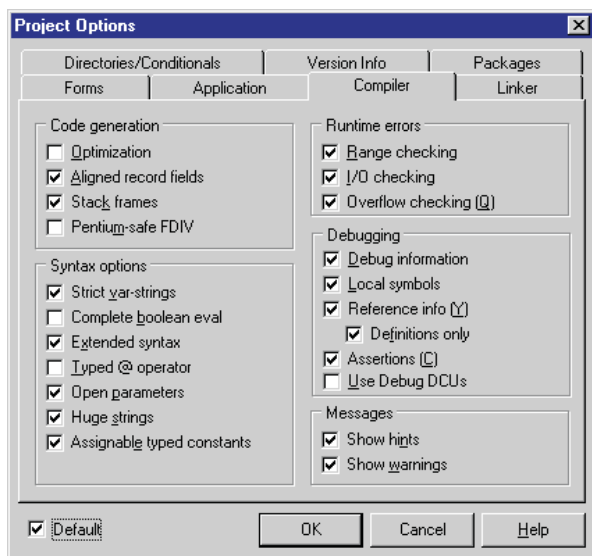 Project Options
Directories/Conditionals
Version Info
Packages
Forms
Application
Compiler
Linker
Code generation
Optimization
Aligned record fields
Stack frames
Pentium-safe FDIV
Syntax options
Strict var-strings
Complete boolean eval
Extended syntax
Typed @ operator
Open parameters
Huge strings
Assignable typed constants
Runtime errors
Range checking
I/O checking
Overflow checking (Q)
Debugging
Debug information
Local symbols
Reference info (Y)
Definitions only
Assertions (C)
Use Debug DCUs
Messages
Show hints
Show warnings
Default
OK
Cancel
Help